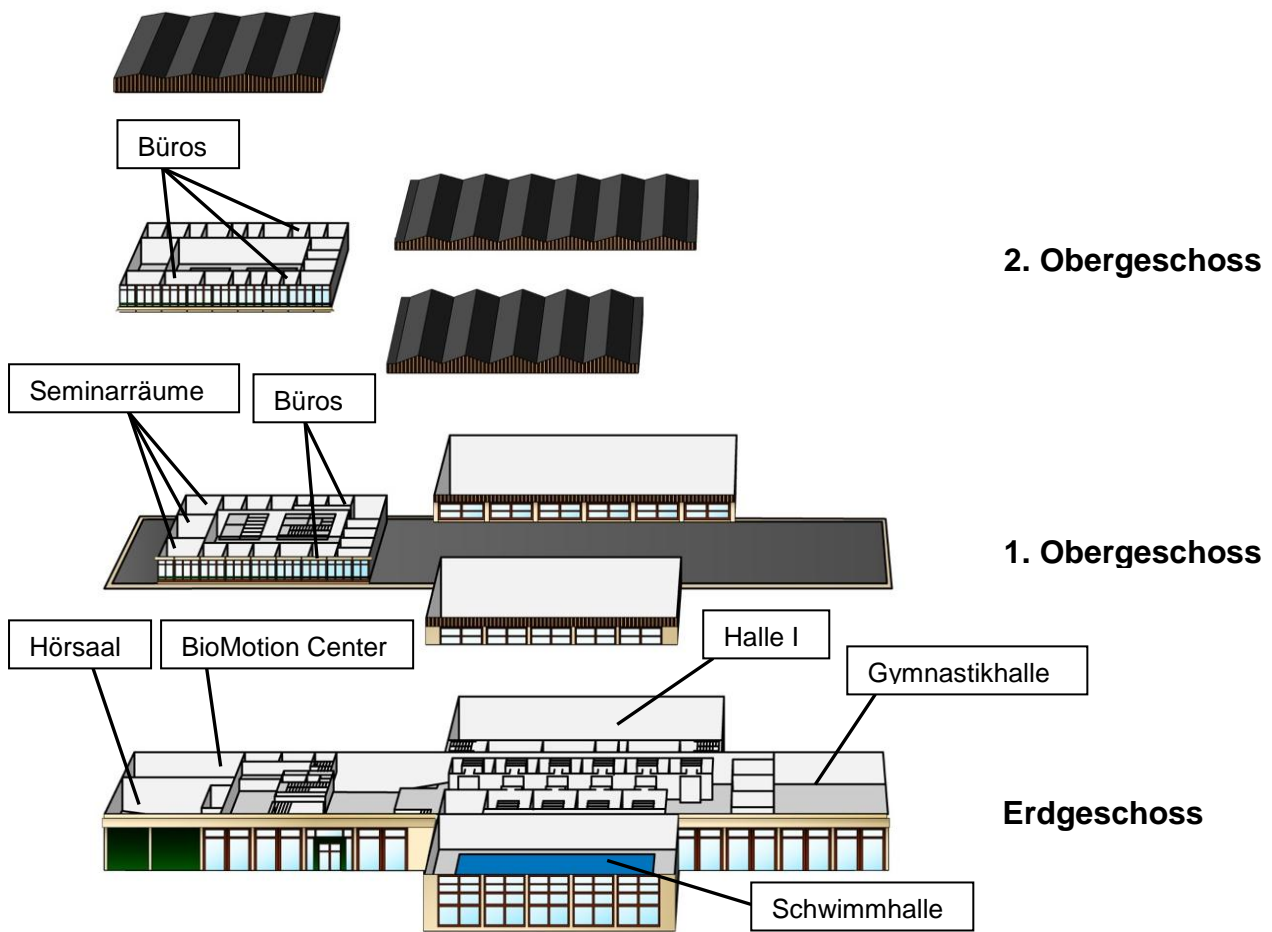 Büros
2. Obergeschoss
Seminarräume
Büros
1. Obergeschoss
Hörsaal
BioMotion Center
Halle I
Gymnastikhalle
Erdgeschoss
Schwimmhalle